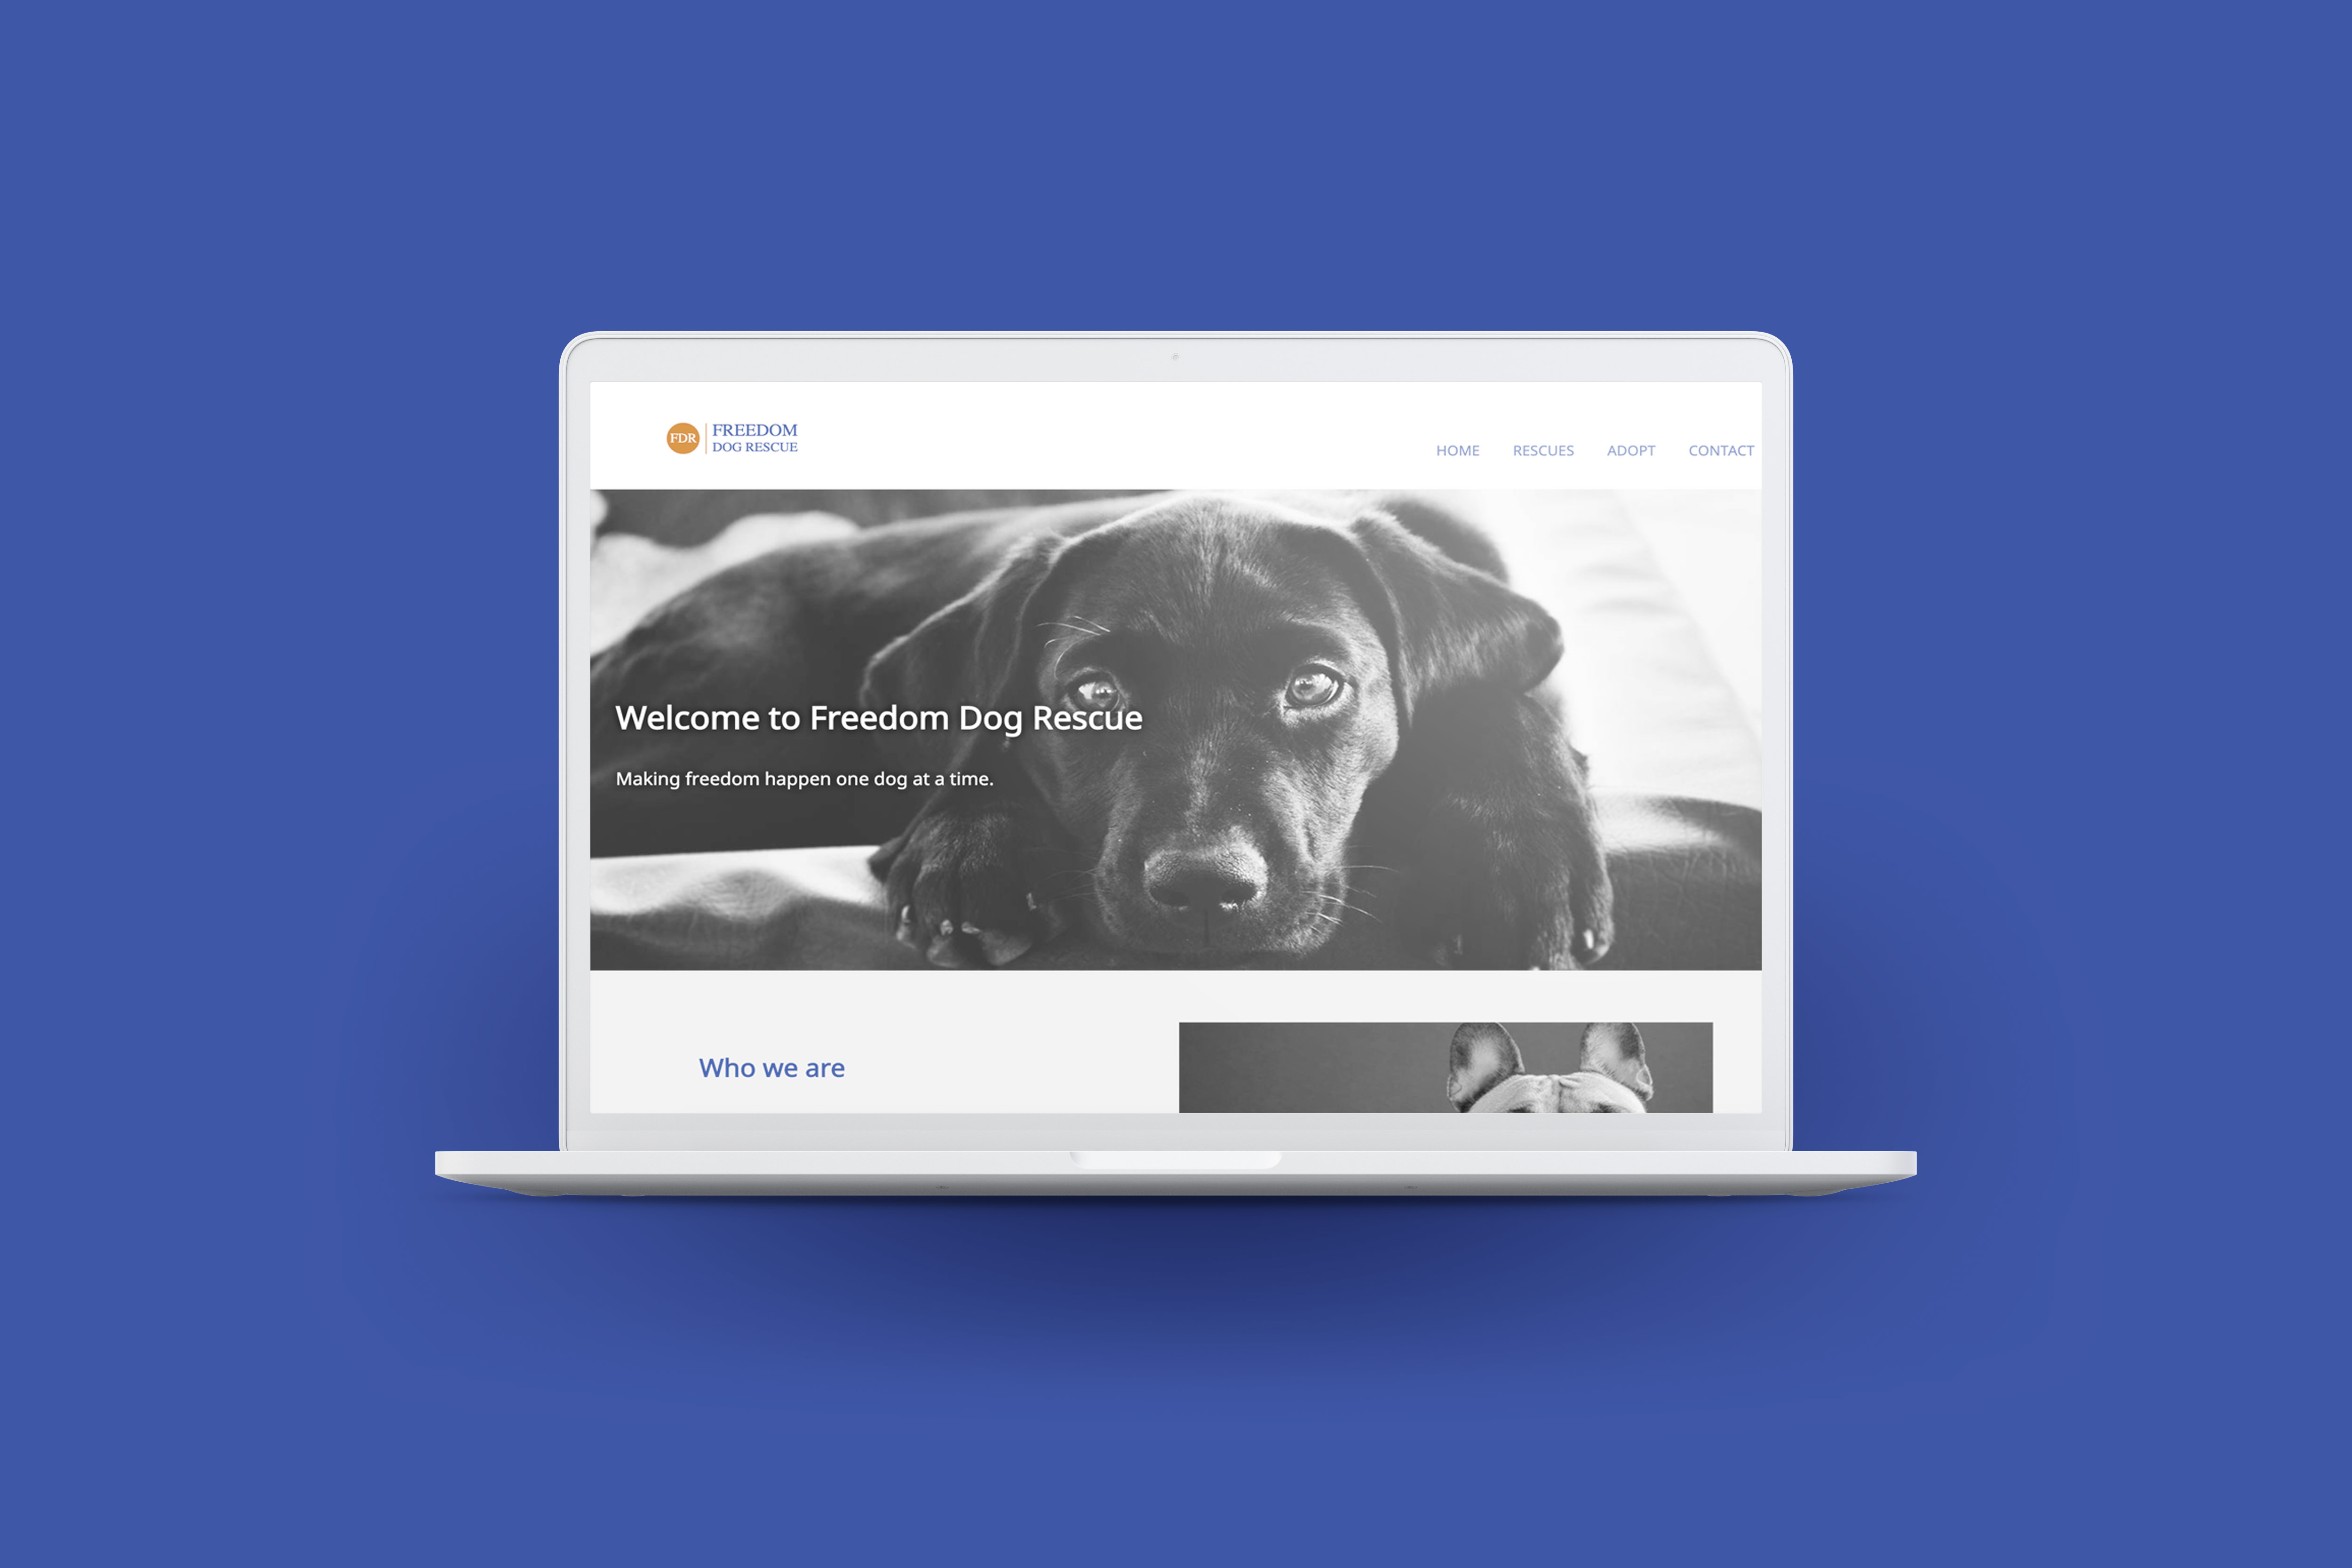 FDR
FREEDOM
DOG RESCUE
HOME RESCUES ADOPT CONTACT
Welcome to Freedom Dog Rescue
Making freedom happen one dog at a time.
Who we are